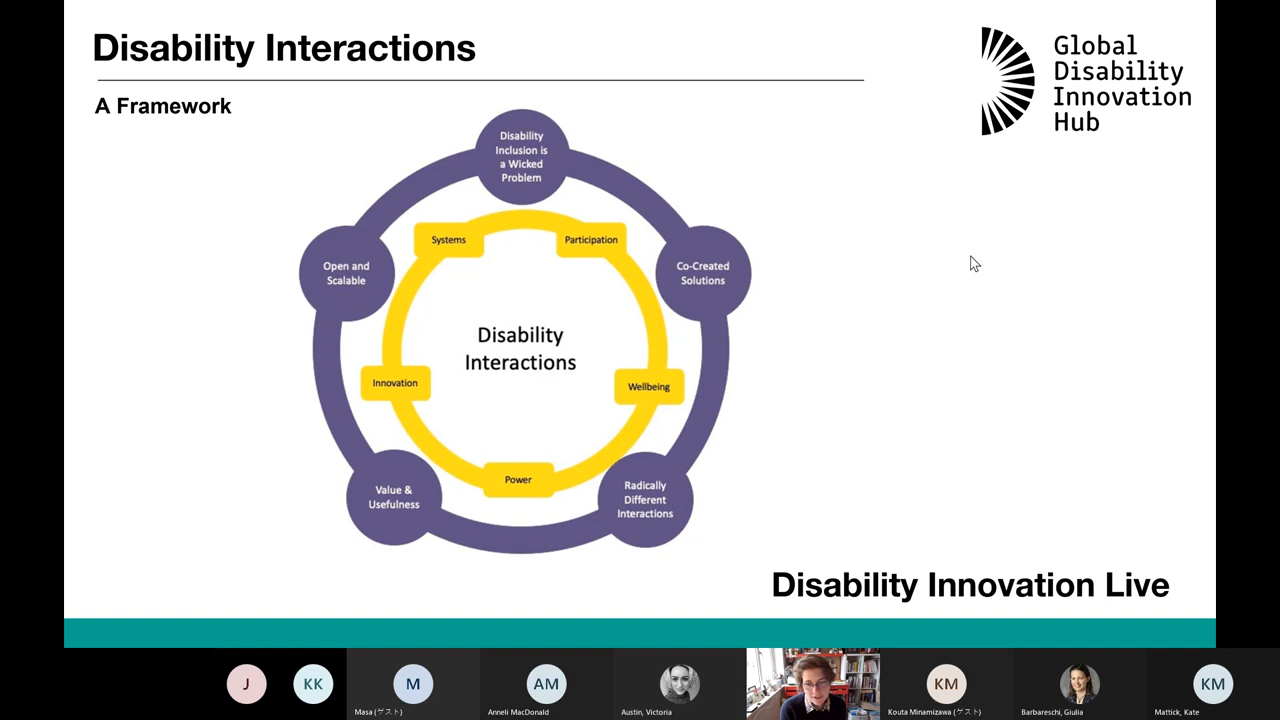 Disability Interactions
A Framework
Global
Disability
Innovation
Hub
Disability
Inclusion is
a Wicked
Problem
Systems
Participation
Open and
Scalable
Co-Created
Solutions
Disability
Interactions
Innovation
Wellbeing
Power
Value &
Usefulness
Radically
Different
Interactions
Disability Innovation Live
J
KK
M
Masa (ゲスト)
AM
Anneli MacDonald
Austin, Victoria
KM
Kouta Minamizawa (ゲスト)
Barbareschi, Giulia
KM
Mattick, Kate